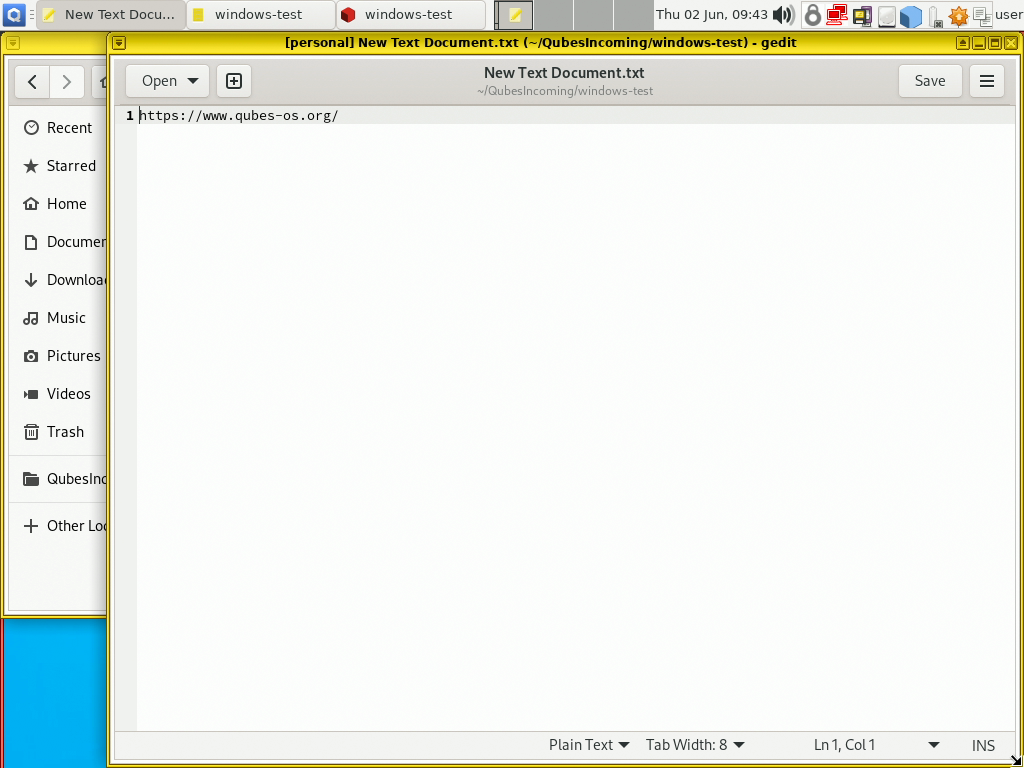 New Text Docu...
windows-test
windows-test
Thu 02 Jun, 09:43
user
[personal] New Text Document.txt (~/QubesIncoming/windows-test) - gedit
Open
New Text Document.txt
~/QubesIncoming/windows-test
Save
1 https://www.qubes-os.org/
Recent
Starred
Home
Documen
Downloa
Music
Pictures
Videos
Trash
QubesInc
Other Loc
Plain Text
Tab Width: 8
Ln 1, Col 1
INS